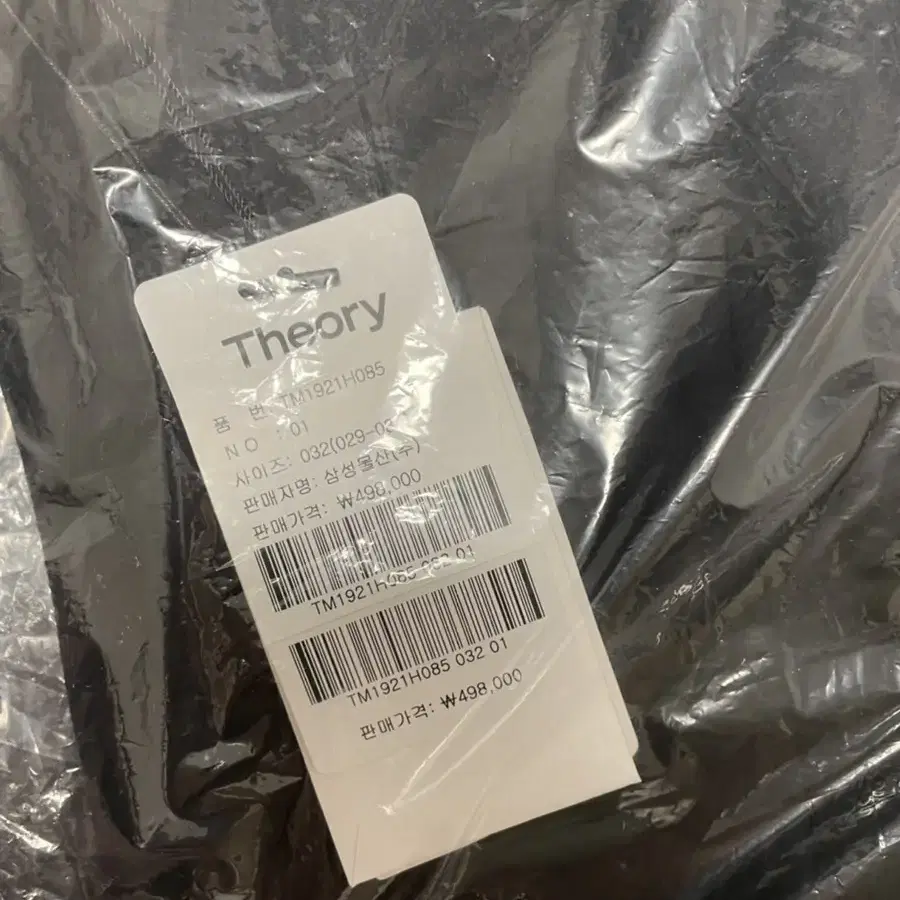 Theory
품 번: TM1921H085
NO : 01
사이즈: 032(029-03
판매자명: 삼성물산(주)
판매가격: ₩498,000
TM1921H085 032 01
TM1921H085 032 01
판매가격: ₩498,000